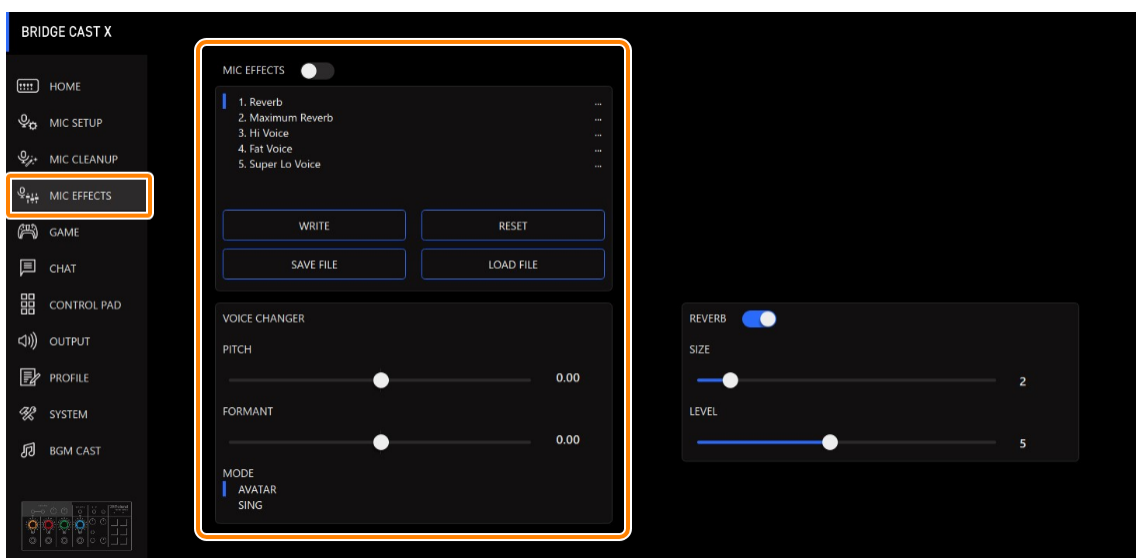 BRIDGE CAST X
HOME
MIC SETUP
MIC CLEANUP
MIC EFFECTS
GAME
CHAT
CONTROL PAD
OUTPUT
PROFILE
SYSTEM
BGM CAST
MIC EFFECTS
1. Reverb ...
2. Maximum Reverb ...
3. Hi Voice ...
4. Fat Voice ...
5. Super Lo Voice ...
WRITE RESET
SAVE FILE LOAD FILE
VOICE CHANGER
PITCH
0.00
FORMANT
0.00
MODE
AVATAR
SING
REVERB
SIZE
2
LEVEL
5